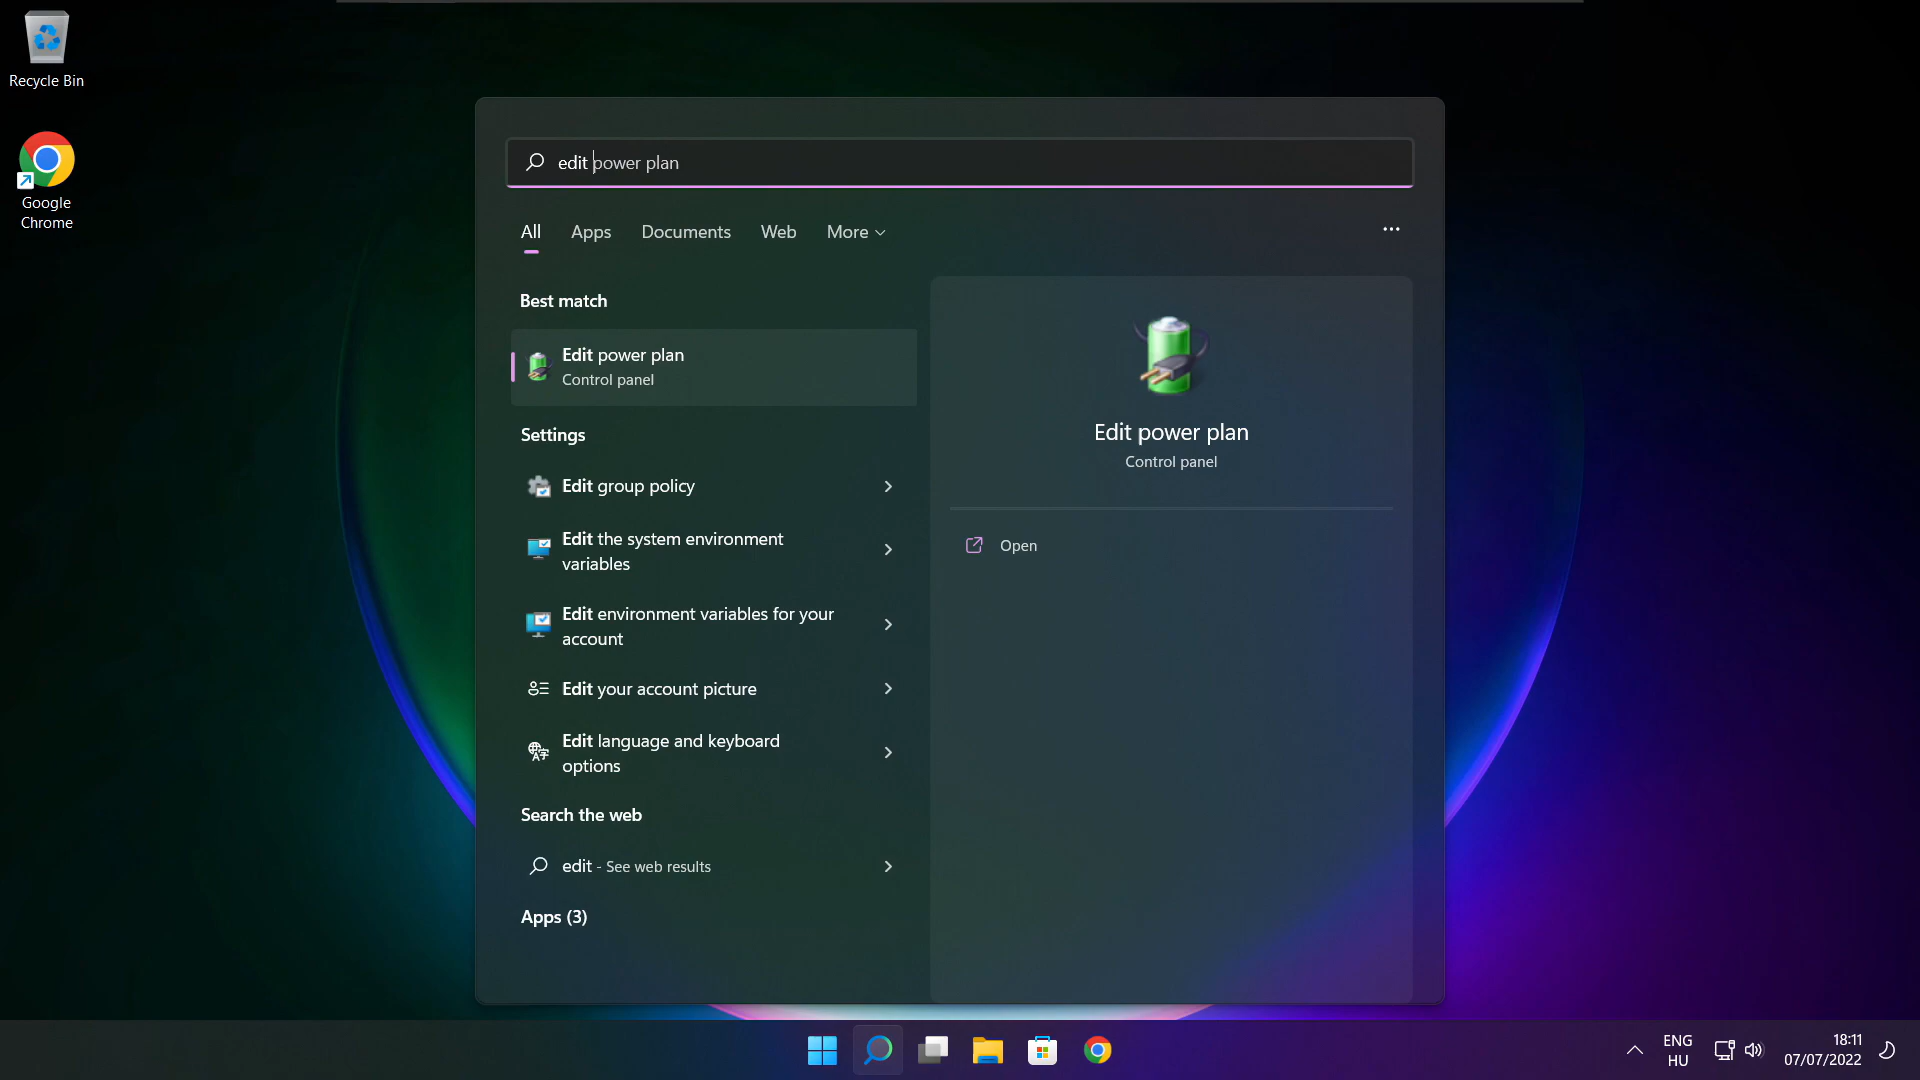 Recycle Bin
Google
Chrome
edit power plan
All Apps Documents Web More
Best match
Edit power plan
Control panel
Settings
Edit group policy
Edit the system environment
variables
Edit environment variables for your
account
Edit your account picture
Edit language and keyboard
options
Search the web
edit - See web results
Apps (3)
Edit power plan
Control panel
Open
ENG
HU
18:11
07/07/2022